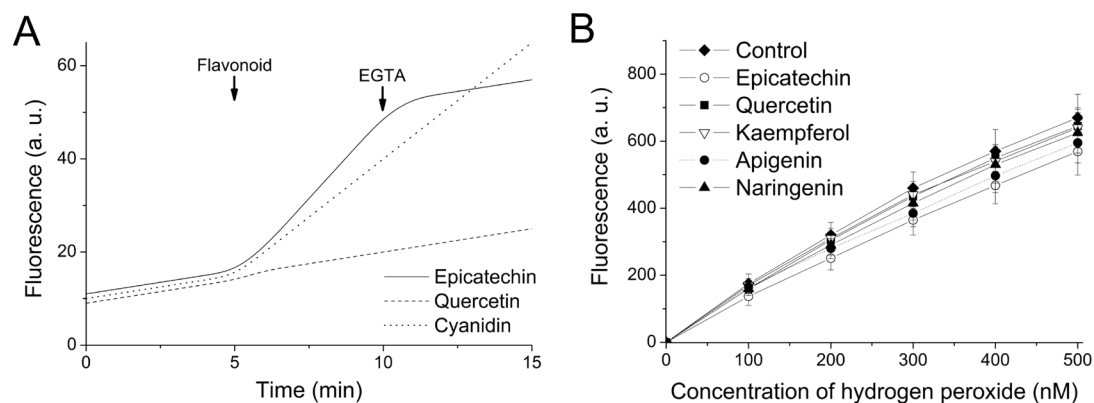 A
Fluorescence (a. u.)
60
40
20
0
Flavonoid
EGTA
Epicatechin
Quercetin
Cyanidin
0
5
10
15
Time (min)
B
Fluorescence (a. u.)
800
600
400
200
0
Control
Epicatechin
Quercetin
Kaempferol
Apigenin
Naringenin
0
100
200
300
400
500
Concentration of hydrogen peroxide (nM)